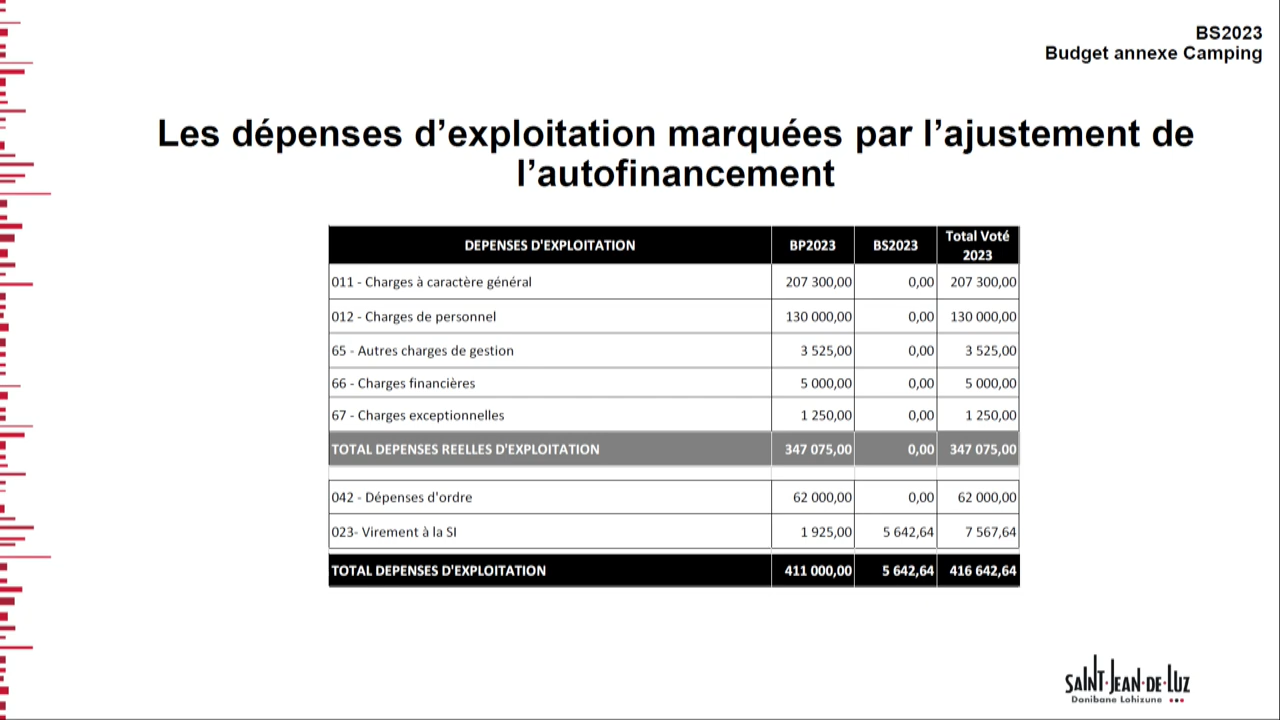 BS2023
Budget annexe Camping
Les dépenses d’exploitation marquées par l’ajustement de
l’autofinancement
DEPENSES D'EXPLOITATION BP2023 BS2023 Total Voté 2023
011 - Charges à caractère général 207 300,00 0,00 207 300,00
012 - Charges de personnel 130 000,00 0,00 130 000,00
65 - Autres charges de gestion 3 525,00 0,00 3 525,00
66 - Charges financières 5 000,00 0,00 5 000,00
67 - Charges exceptionnelles 1 250,00 0,00 1 250,00
TOTAL DEPENSES REELLES D'EXPLOITATION 347 075,00 0,00 347 075,00
042 - Dépenses d'ordre 62 000,00 0,00 62 000,00
023- Virement à la SI 1 925,00 5 642,64 7 567,64
TOTAL DEPENSES D'EXPLOITATION 411 000,00 5 642,64 416 642,64
SAINT·JEAN·DE·LUZ
Donibane Lohizune